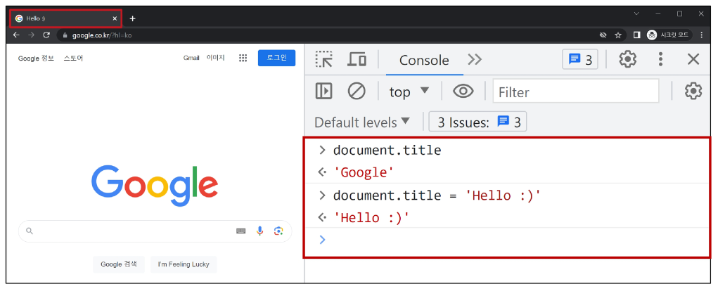 Hello :)
google.co.kr/?hl=ko
시크릿 모드
Google 정보 스토어
Gmail 이미지
로그인
Google
Google 검색
I'm Feeling Lucky
Console
3
top
Filter
Default levels
3 Issues: 3
> document.title
'Google'
> document.title = 'Hello :)'
'Hello :)'
>